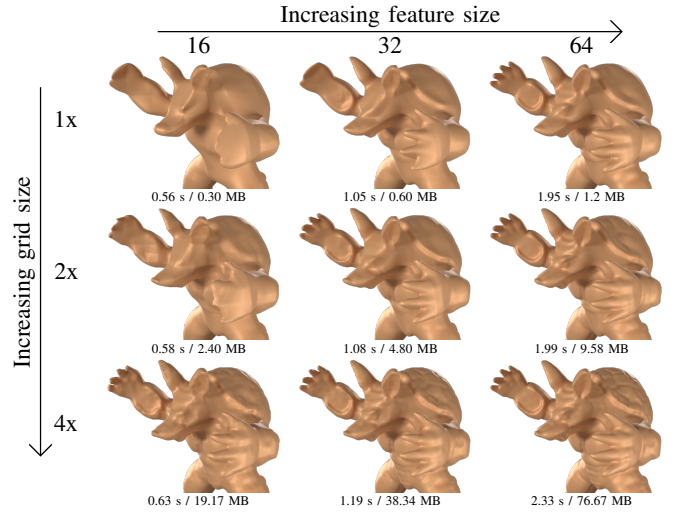 Increasing feature size
16 32 64
Increasing grid size
1x
0.56 s / 0.30 MB 1.05 s / 0.60 MB 1.95 s / 1.2 MB
2x
0.58 s / 2.40 MB 1.08 s / 4.80 MB 1.99 s / 9.58 MB
4x
0.63 s / 19.17 MB 1.19 s / 38.34 MB 2.33 s / 76.67 MB